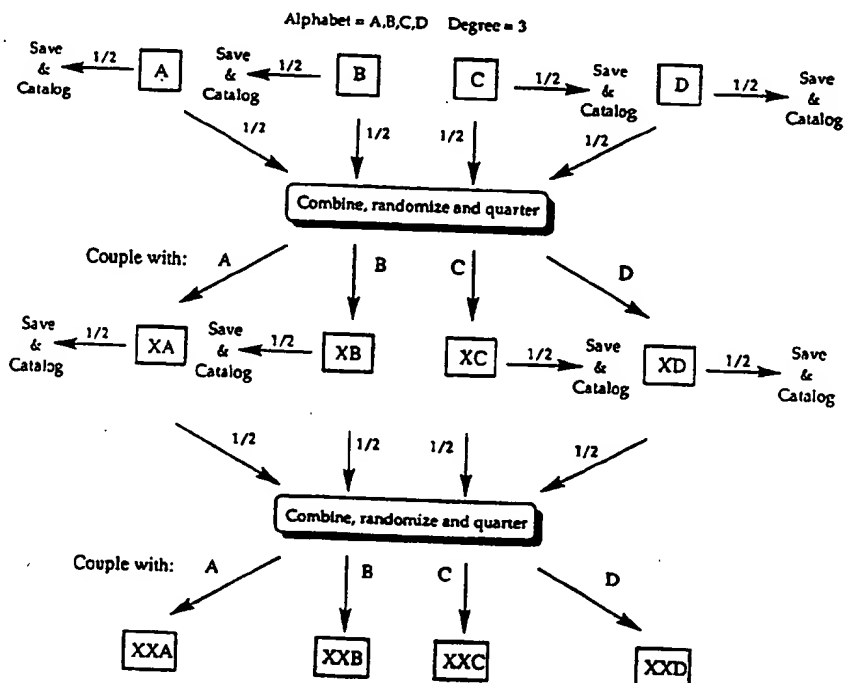 Alphabet = A,B,C,D Degree = 3
Save
&
Catalog
1/2
A
Save
&
Catalog
1/2
B
C
1/2
Save
&
Catalog
D
1/2
Save
&
Catalog
1/2
1/2
1/2
1/2
Combine, randomize and quarter
Couple with: A
B
C
D
Save
&
Catalog
1/2
XA
Save
&
Catalog
1/2
XB
XC
1/2
Save
&
Catalog
XD
1/2
Save
&
Catalog
1/2
1/2
1/2
1/2
Combine, randomize and quarter
Couple with: A
B
C
D
XXA
XXB
XXC
XXD